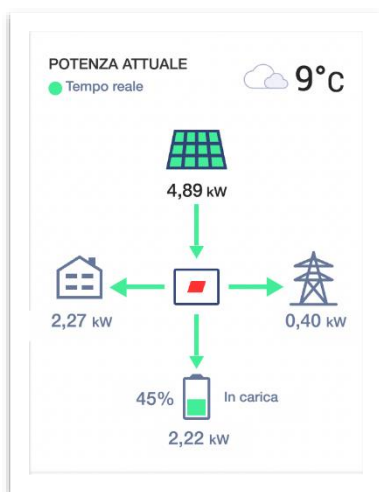 POTENZA ATTUALE
Tempo reale
9°C
4,89 kW
2,27 kW
0,40 kW
45%
In carica
2,22 kW